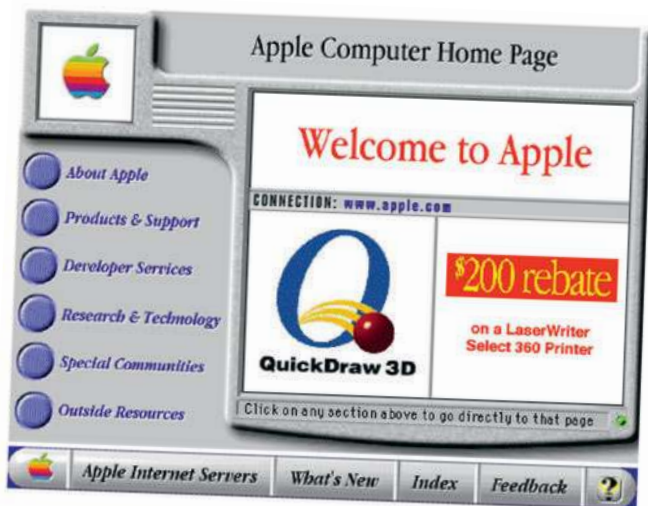 Apple Computer Home Page
Welcome to Apple
CONNECTION: www.apple.com
About Apple
Products & Support
Developer Services
Research & Technology
Special Communities
Outside Resources
QuickDraw 3D
$200 rebate
on a LaserWriter
Select 360 Printer
Click on any section above to go directly to that page
Apple Internet Servers
What's New
Index
Feedback
?